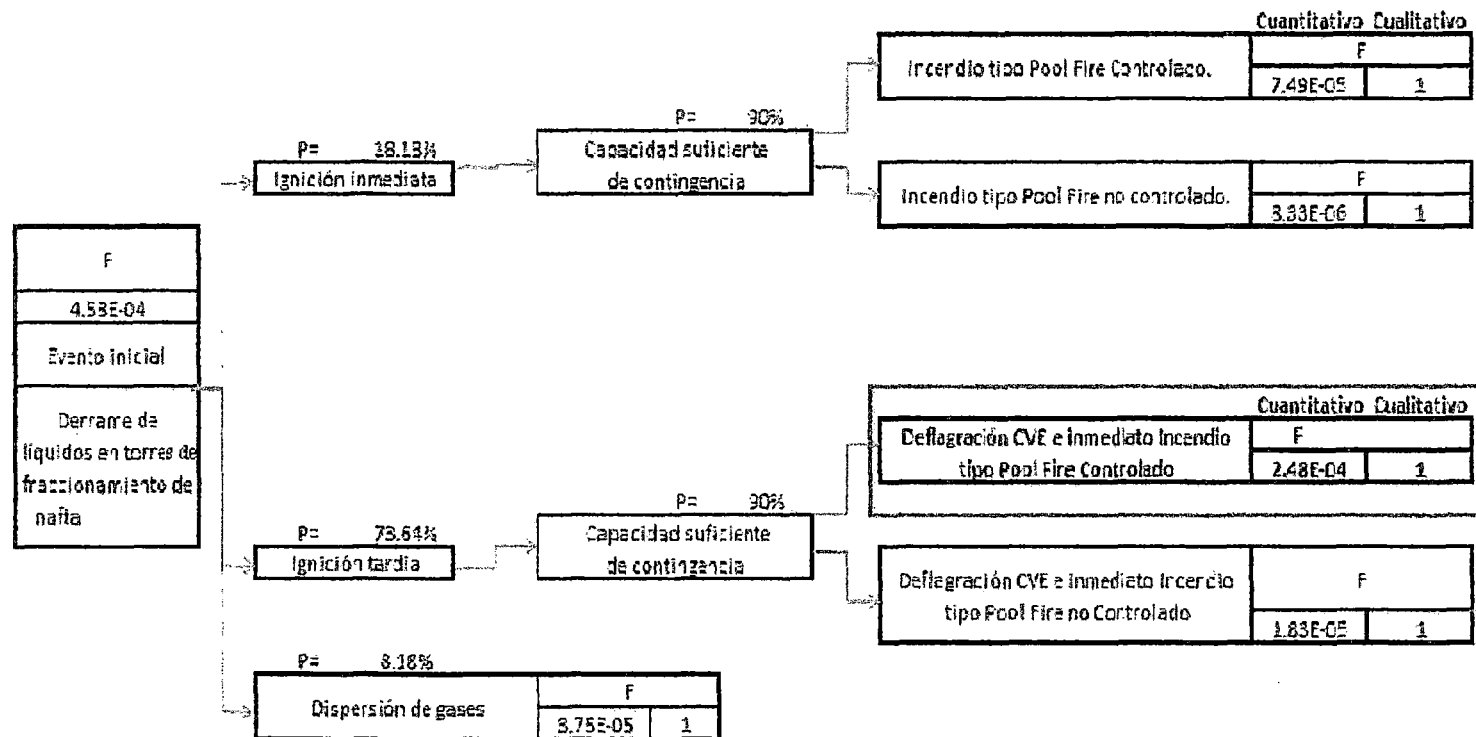 Cuantitativo Cualitativo
Incendio tipo Pool Fire Controlado.
F
7.49E-05 1
P= 90%
P= 18.18%
Capacidad suficiente
de contingencia
Ignición inmediata
Incendio tipo Pool Fire no controlado.
F
8.33E-06 1
F
4.58E-04
Evento inicial
Derrame de
líquidos en torres de
fraccionamiento de
nafta
Cuantitativo Cualitativo
Deflagración CVE e inmediato Incendio
tipo Pool Fire Controlado
F
2.48E-04 1
P= 90%
P= 73.64%
Capacidad suficiente
de contingencia
Ignición tardía
Deflagración CVE e inmediato Incendio
tipo Pool Fire no Controlado
F
1.83E-05 1
P= 8.18%
Dispersión de gases
F
3.75E-05 1